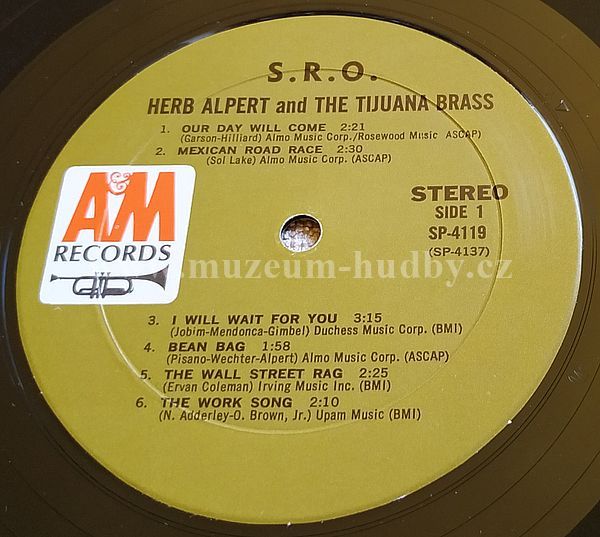 S.R.O.
HERB ALPERT and THE TIJUANA BRASS
1. OUR DAY WILL COME 2:21
(Garson-Hilliard) Almo Music Corp./Rosewood Music ASCAP)
2. MEXICAN ROAD RACE 2:30
(Sol Lake) Almo Music Corp. (ASCAP)
A&M
RECORDS
STEREO
SIDE 1
SP-4119
(SP-4137)
.muzeum-hudby.cz
3. I WILL WAIT FOR YOU 3:15
(Jobim-Mendonca-Gimbel) Duchess Music Corp. (BMI)
4. BEAN BAG 1:58
(Pisano-Wechter-Alpert) Almo Music Corp. (ASCAP)
5. THE WALL STREET RAG 2:25
(Ervan Coleman) Irving Music Inc. (BMI)
6. THE WORK SONG 2:10
(N. Adderley-O. Brown, Jr.) Upam Music (BMI)